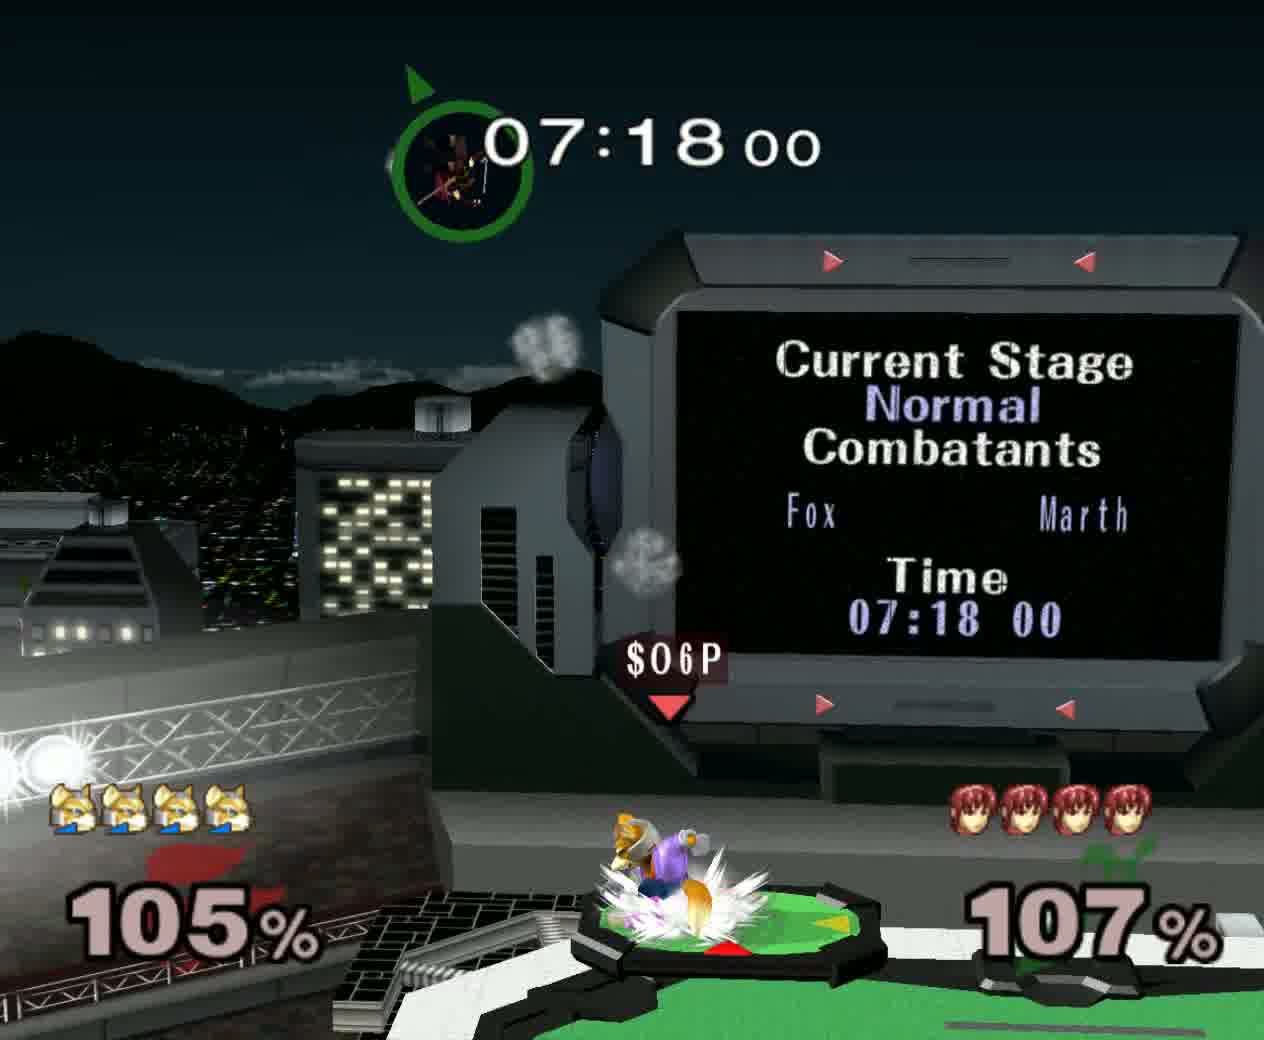 07:18 00
Current Stage
Normal
Combatants
Fox Marth
Time
07:18 00
$06P
105%
107%